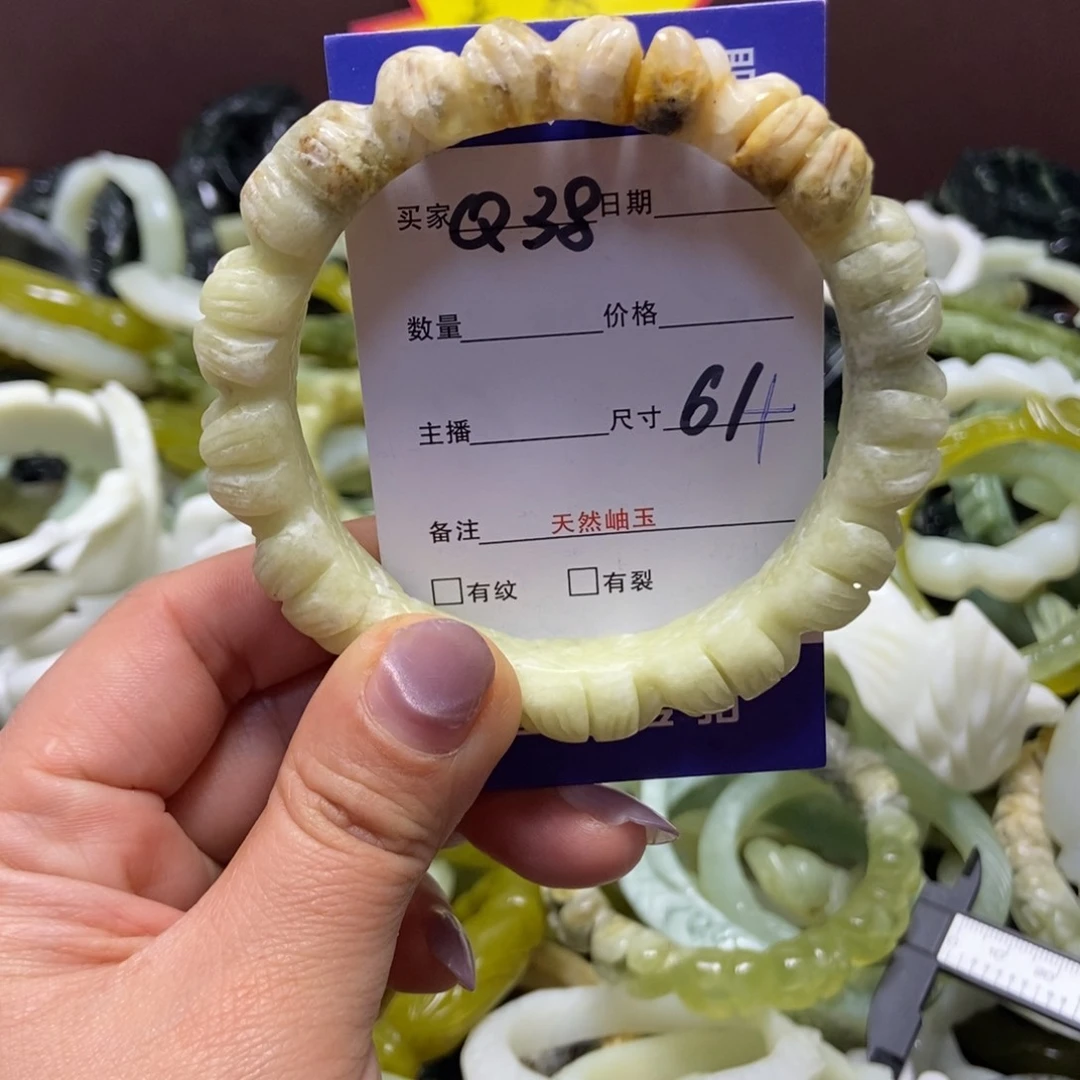 买家 Q38 日期
数量 价格
主播 尺寸 61+
备注 天然岫玉
□有纹 □有裂